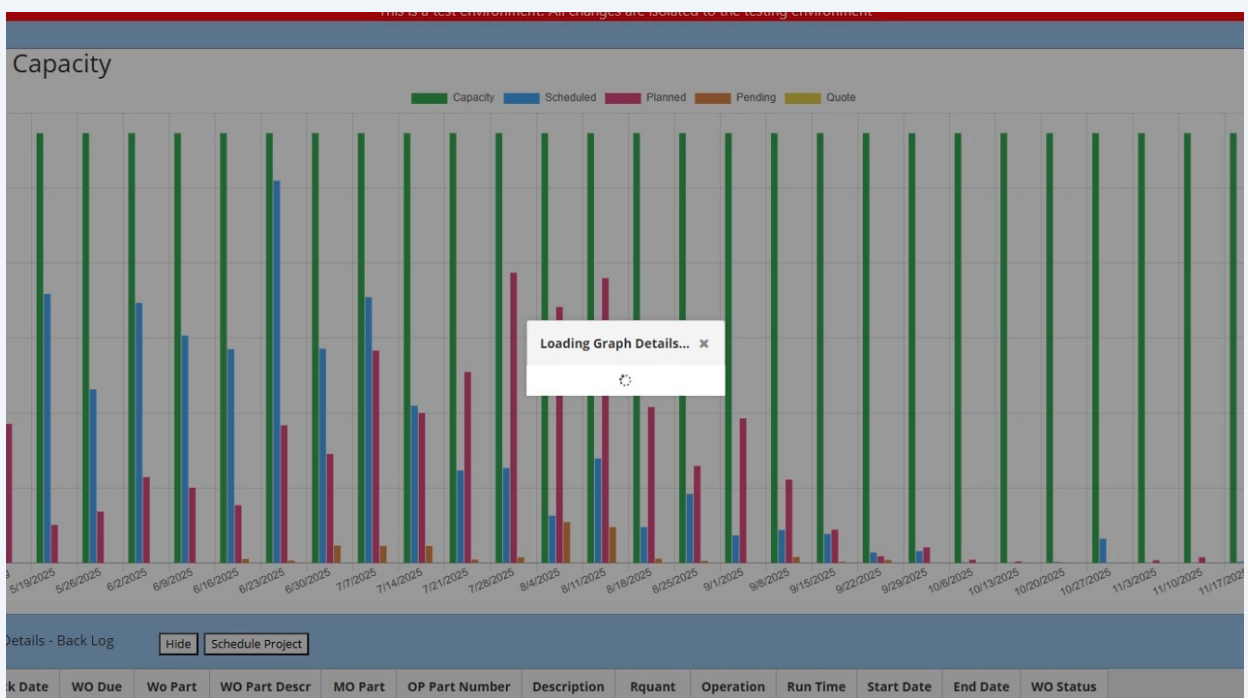 This is a test environment. All changes are isolated to the testing environment
Capacity
Capacity Scheduled Planned Pending Quote
Loading Graph Details... ×
5/19/2025 5/26/2025 6/2/2025 6/9/2025 6/16/2025 6/23/2025 6/30/2025 7/7/2025 7/14/2025 7/21/2025 7/28/2025 8/4/2025 8/11/2025 8/18/2025 8/25/2025 9/1/2025 9/8/2025 9/15/2025 9/22/2025 9/29/2025 10/6/2025 10/13/2025 10/20/2025 10/27/2025 11/3/2025 11/10/2025 11/17/2025
Details - Back Log Hide Schedule Project
ck Date WO Due Wo Part WO Part Descr MO Part OP Part Number Description Rquant Operation Run Time Start Date End Date WO Status